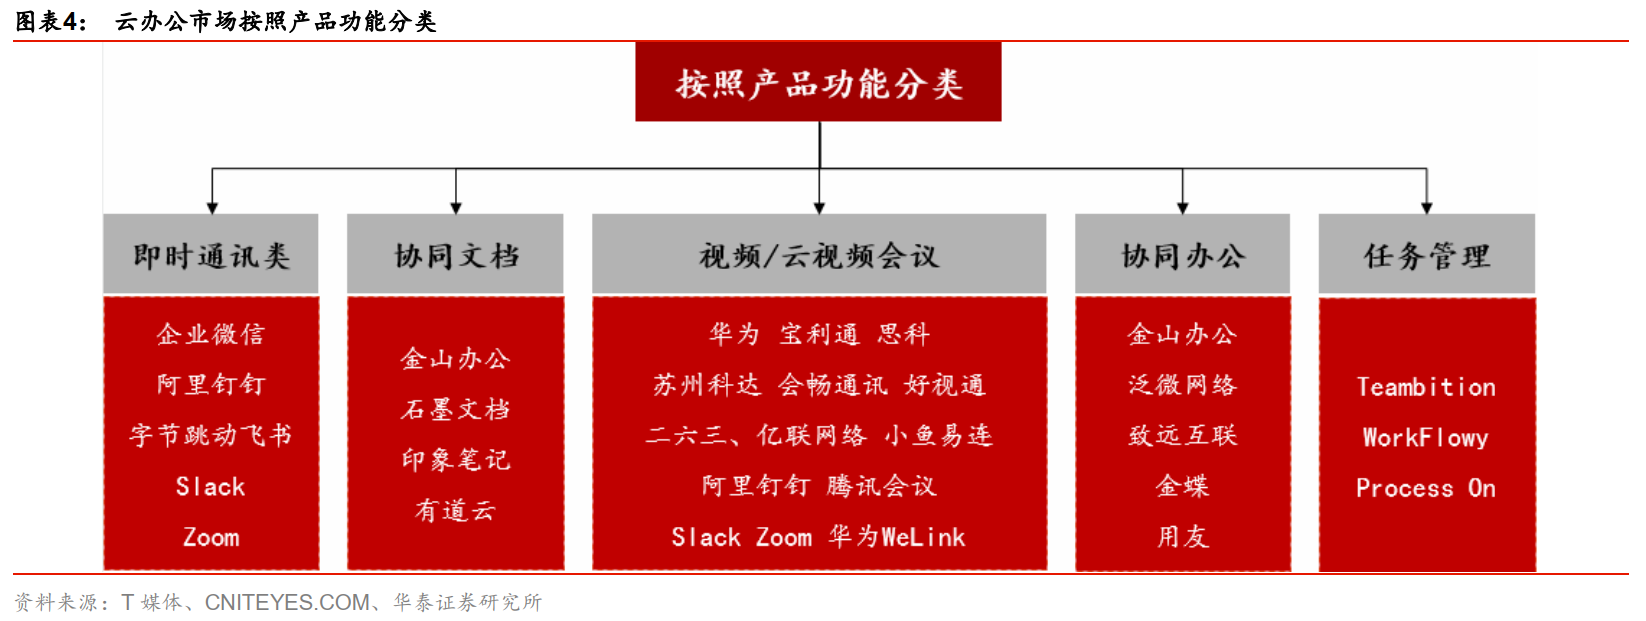 图表4： 云办公市场按照产品功能分类
按照产品功能分类
即时通讯类
企业微信
阿里钉钉
字节跳动飞书
Slack
Zoom
协同文档
金山办公
石墨文档
印象笔记
有道云
视频/云视频会议
华为 宝利通 思科
苏州科达 会畅通讯 好视通
二六三、亿联网络 小鱼易连
阿里钉钉 腾讯会议
Slack Zoom 华为WeLink
协同办公
金山办公
泛微网络
致远互联
金蝶
用友
任务管理
Teambition
WorkFlowy
Process On
资料来源：T 媒体、CNITEYES.COM、华泰证券研究所